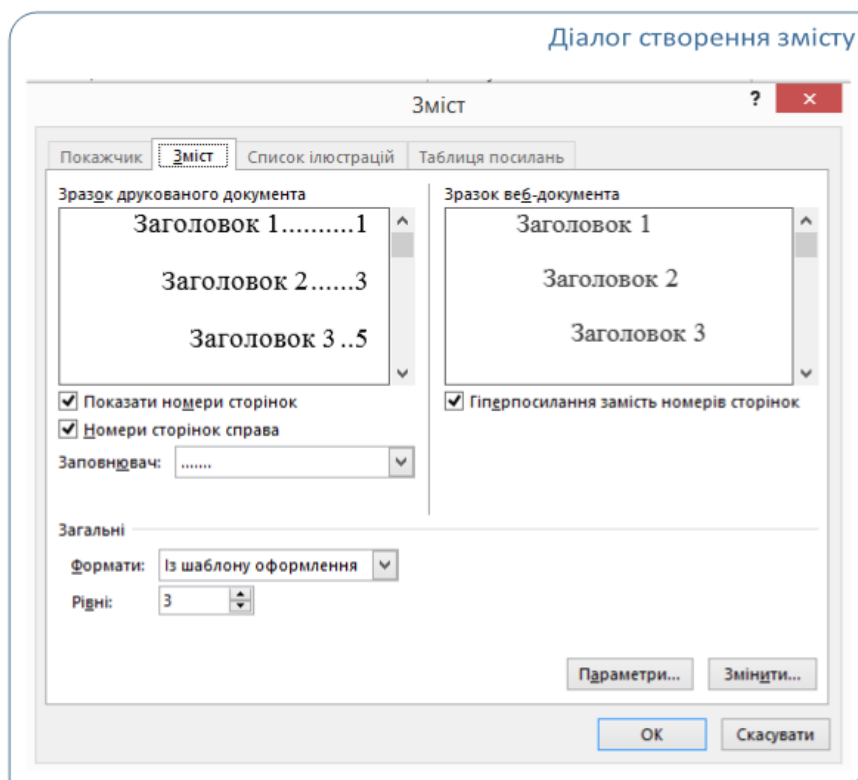 Діалог створення змісту
Зміст
?
Покажчик Зміст Список ілюстрацій Таблиця посилань
Зразок друкованого документа
Заголовок 1..........1
Заголовок 2......3
Заголовок 3 ..5
Показати номери сторінок
Номери сторінок справа
Заповнювач: .......
Зразок веб-документа
Заголовок 1
Заголовок 2
Заголовок 3
Гіперпосилання замість номерів сторінок
Загальні
Формати: Із шаблону оформлення
Рівні: 3
Параметри... Змінити...
ОК Скасувати